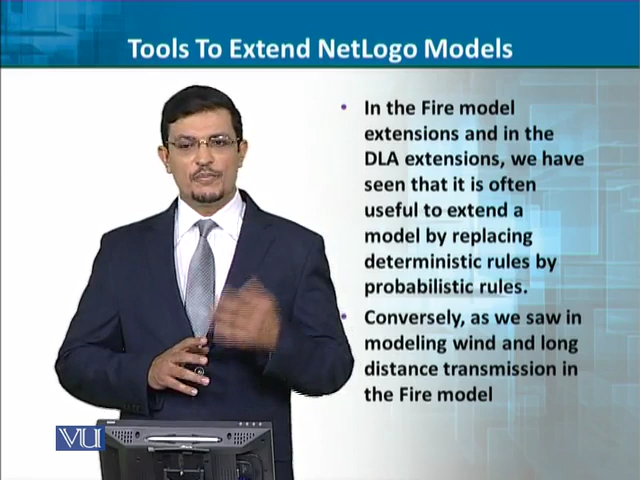 Tools To Extend NetLogo Models
In the Fire model
extensions and in the
DLA extensions, we have
seen that it is often
useful to extend a
model by replacing
deterministic rules by
probabilistic rules.
Conversely, as we saw in
modeling wind and long
distance transmission in
the Fire model
VU